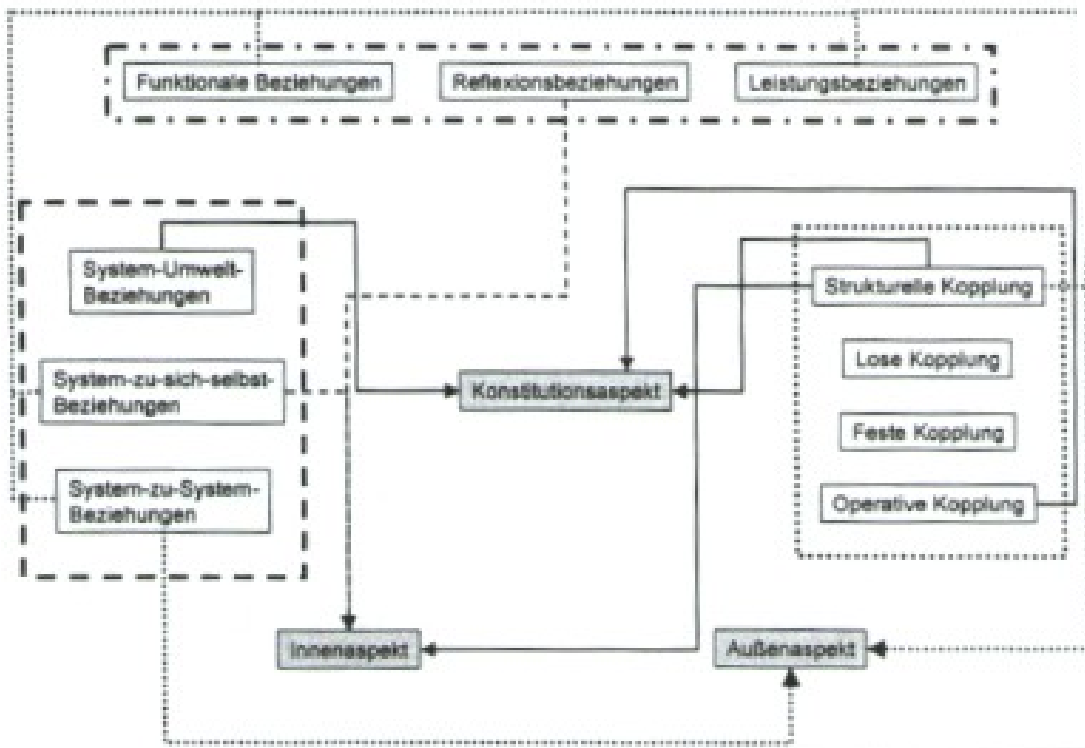 Funktionale Beziehungen
Reflexionsbeziehungen
Leistungsbeziehungen
System-Umwelt-
Beziehungen
System-zu-sich-selbst-
Beziehungen
System-zu-System-
Beziehungen
Konstitutionsaspekt
Strukturelle Kopplung
Lose Kopplung
Feste Kopplung
Operative Kopplung
Innenaspekt
Außenaspekt